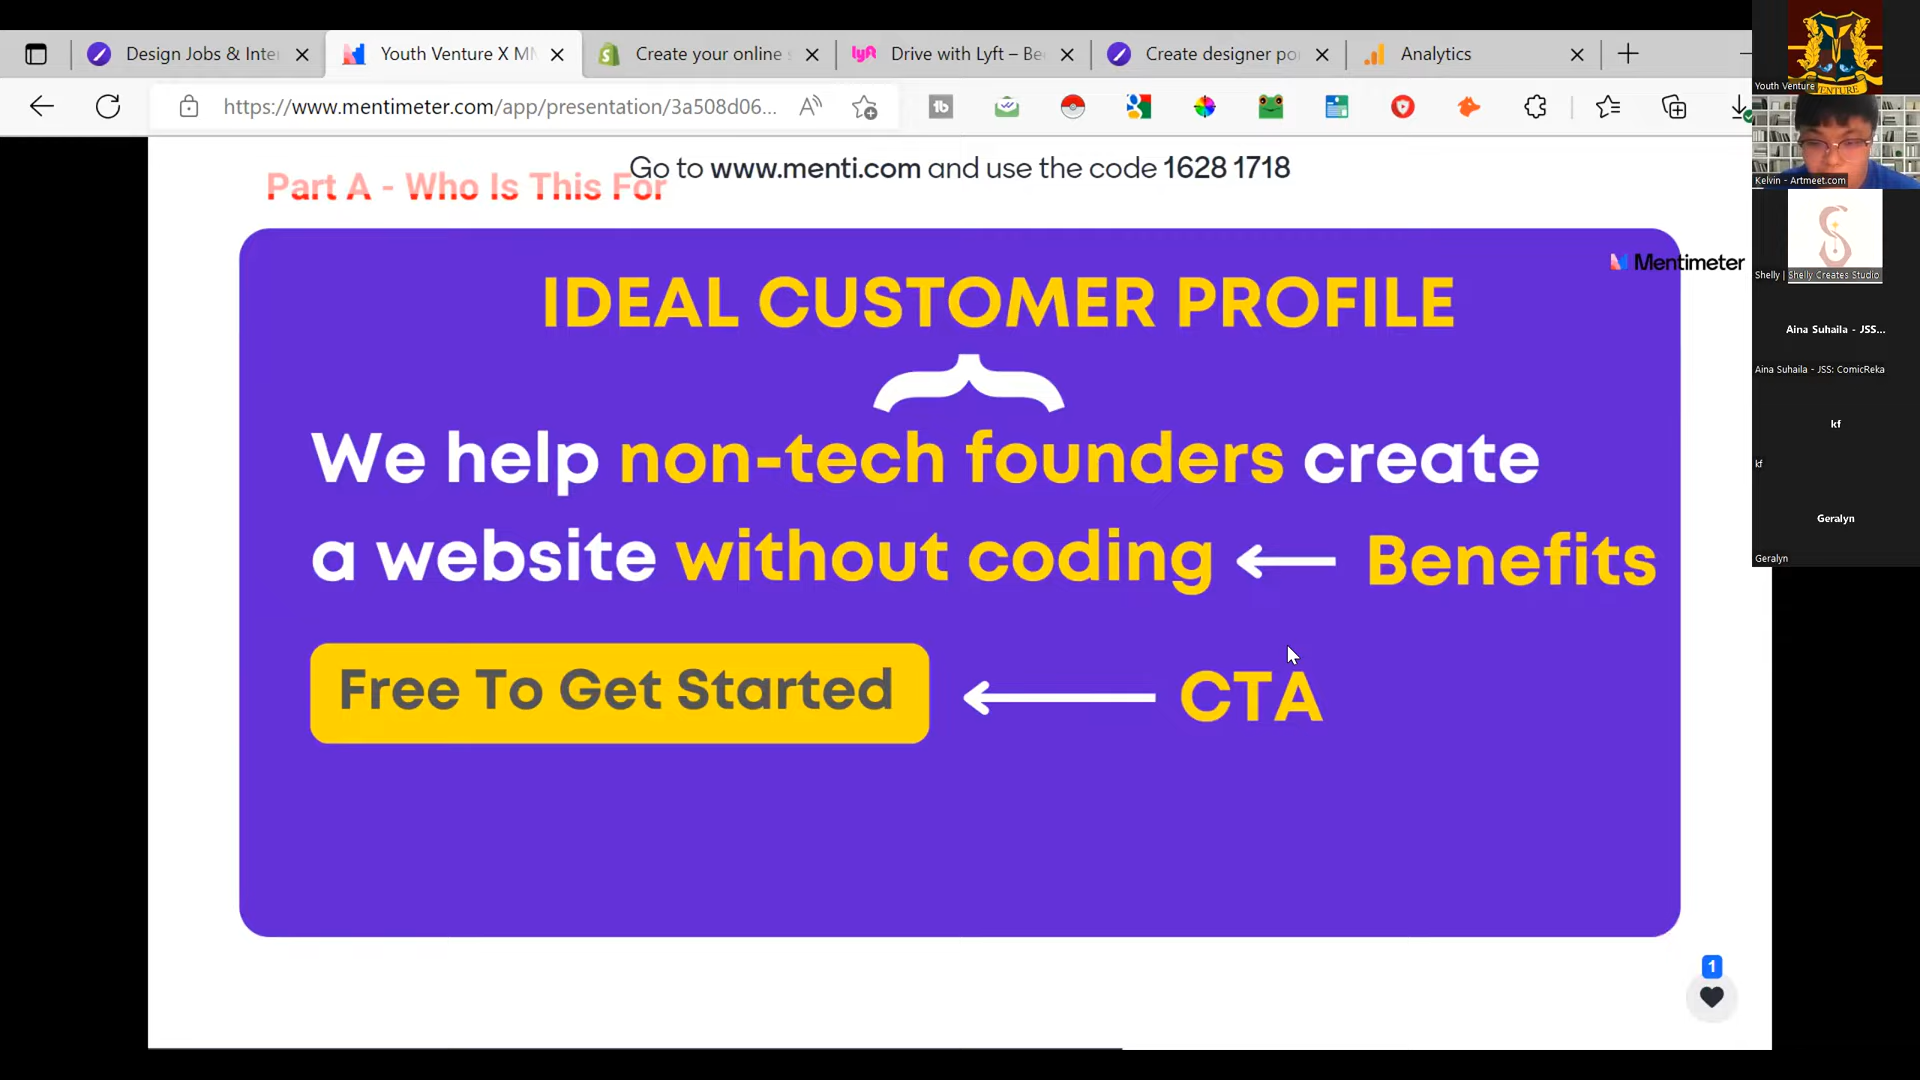 Design Jobs & Inte
Youth Venture X MN
Create your online s
Drive with Lyft – Be
Create designer po
Analytics
https://www.mentimeter.com/app/presentation/3a508d06...
Go to www.menti.com and use the code 1628 1718
Part A - Who Is This For
Mentimeter
IDEAL CUSTOMER PROFILE
We help non-tech founders create
a website without coding
Benefits
Free To Get Started
CTA
1
Youth Venture
VENTURE
Kelvin - Artmeet.com
Shelly | Shelly Creates Studio
Aina Suhaila - JSS...
Aina Suhaila - JSS: ComicReka
kf
kf
Geralyn
Geralyn